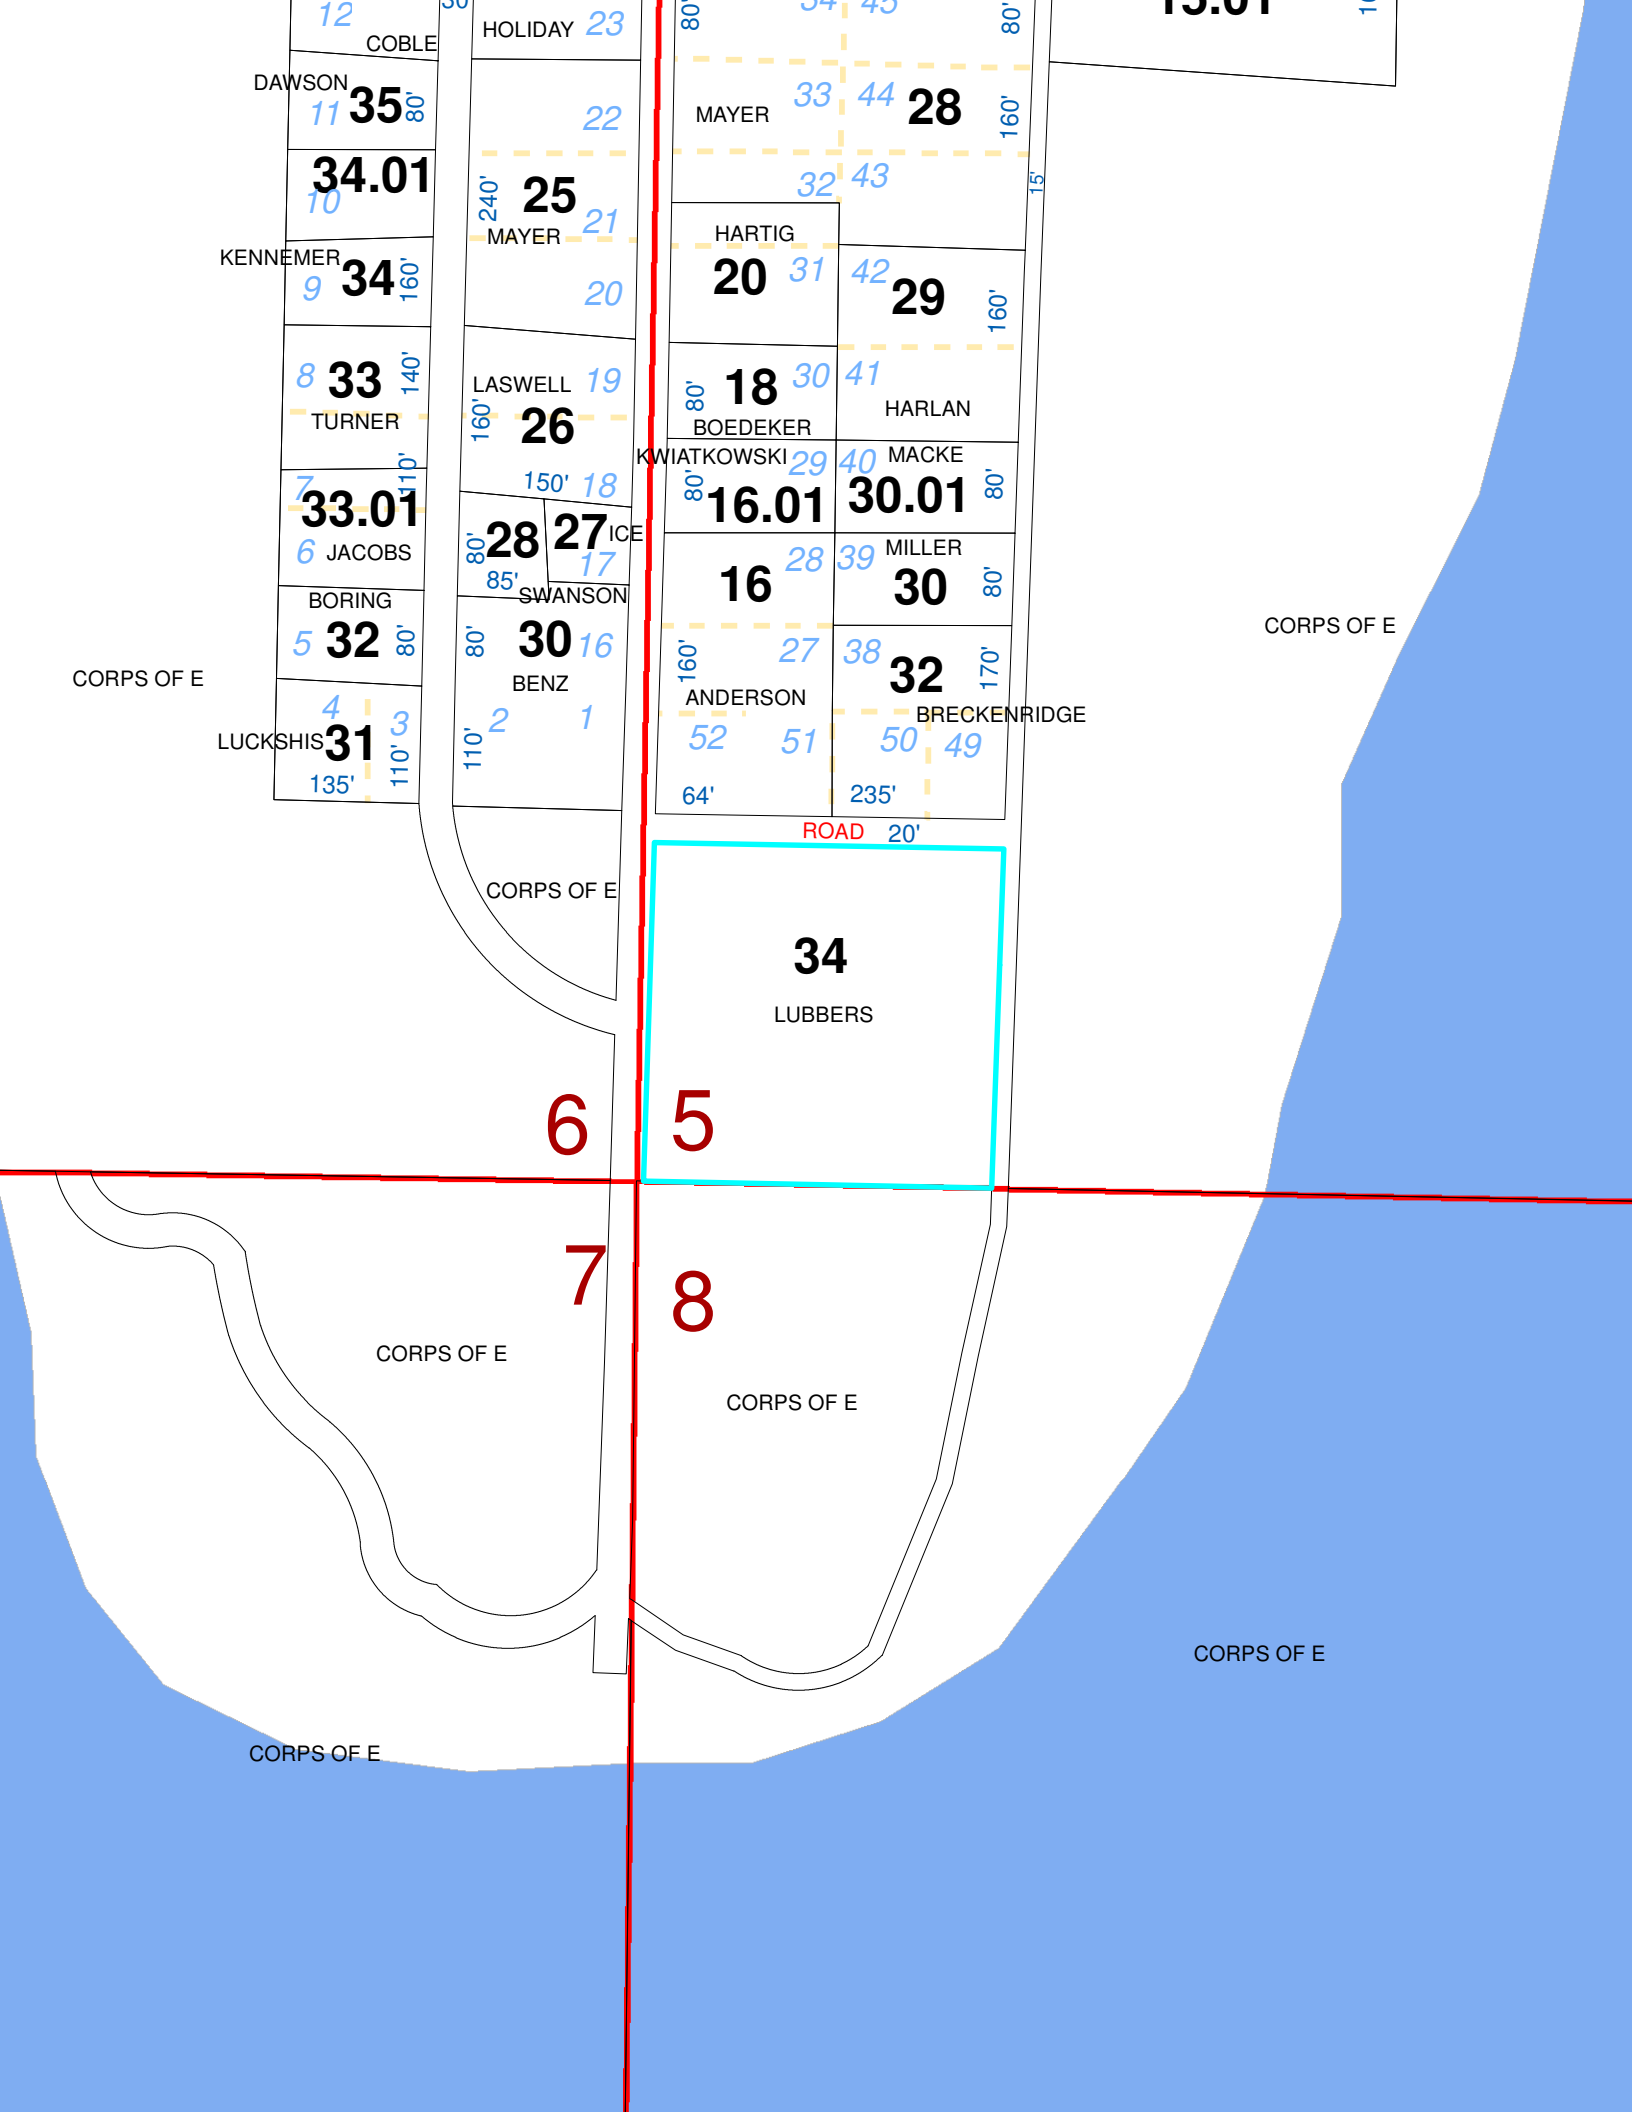 12
COBLE
30'
HOLIDAY 23
80'
34 45
80'
13.01
DAWSON
11 35 80'
22
MAYER
33 44 28
160'
34.01
10
240' 25
21
MAYER
32 43
15'
KENNEMER
9 34 160'
20
HARTIG
20 31
42 29
160'
8 33 140'
TURNER
LASWELL 19
160' 26
150' 18
80' 18 30
BOEDEKER
41
HARLAN
7 110'
33.01
6 JACOBS
80' 28
85'
27 ICE
17
KWIATKOWSKI 29
80' 16.01
40 MACKE
30.01 80'
BORING
5 32 80'
SWANSON
80' 30 16
BENZ
16 28
39 MILLER
30 80'
CORPS OF E
CORPS OF E
4 3
LUCKSHIS 31
110'
135'
2 1
110'
160' 27
ANDERSON
52 51
64'
38 32 170'
BRECKENRIDGE
50 49
235'
ROAD 20'
CORPS OF E
34
LUBBERS
6 5
7 8
CORPS OF E
CORPS OF E
CORPS OF E
CORPS OF E